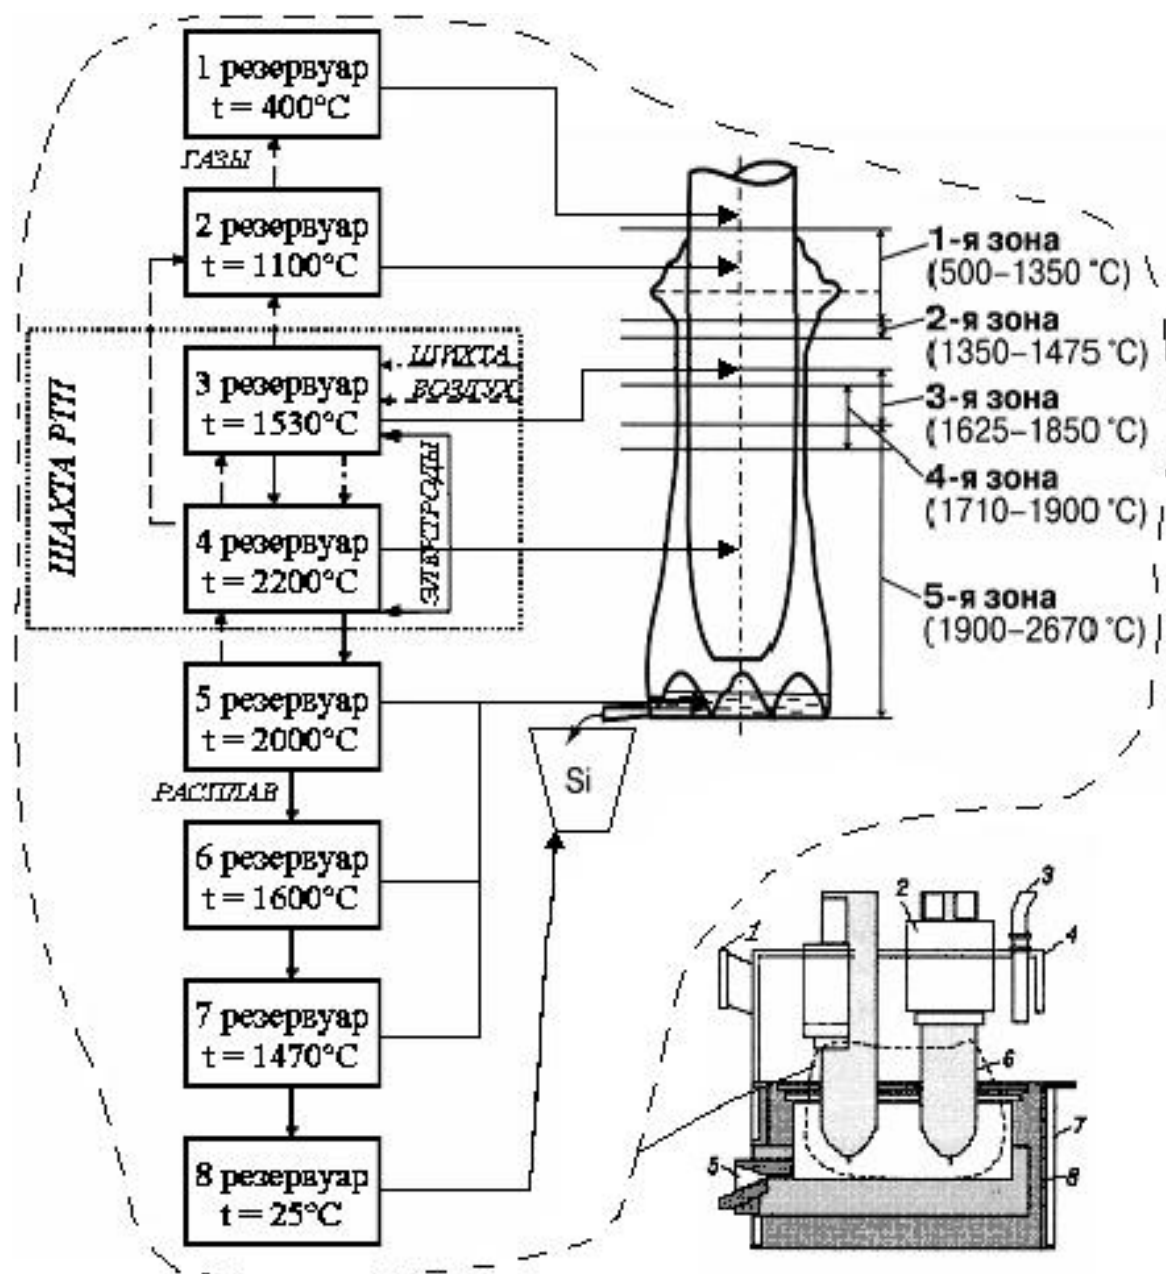 1 резервуар
t = 400°C
ГАЗЫ
2 резервуар
t = 1100°C
ШАХТА РТП
3 резервуар
t = 1530°C
ШИХТА
ВОЗДУХ
ЭЛЕКТРОДЫ
4 резервуар
t = 2200°C
5 резервуар
t = 2000°C
РАСПЛАВ
6 резервуар
t = 1600°C
7 резервуар
t = 1470°C
8 резервуар
t = 25°C
1-я зона
(500–1350 °C)
2-я зона
(1350–1475 °C)
3-я зона
(1625–1850 °C)
4-я зона
(1710–1900 °C)
5-я зона
(1900–2670 °C)
Si
1
2
3
4
5
6
7
8